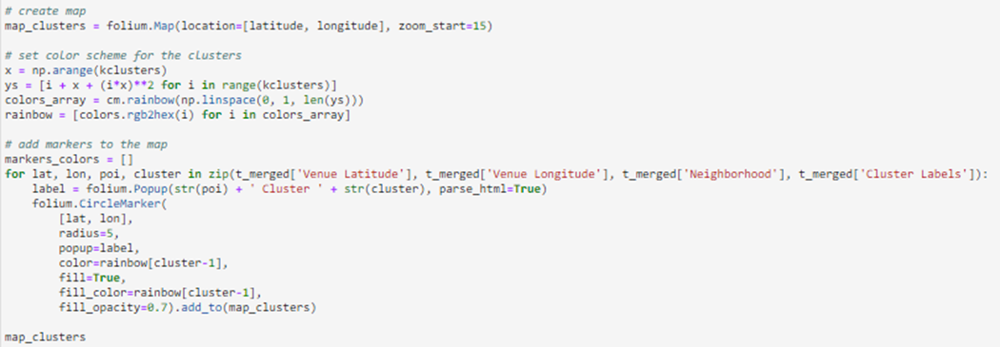 # create map
map_clusters = folium.Map(location=[latitude, longitude], zoom_start=15)

# set color scheme for the clusters
x = np.arange(kclusters)
ys = [i + x + (i*x)**2 for i in range(kclusters)]
colors_array = cm.rainbow(np.linspace(0, 1, len(ys)))
rainbow = [colors.rgb2hex(i) for i in colors_array]

# add markers to the map
markers_colors = []
for lat, lon, poi, cluster in zip(t_merged['Venue Latitude'], t_merged['Venue Longitude'], t_merged['Neighborhood'], t_merged['Cluster Labels']):
    label = folium.Popup(str(poi) + ' Cluster ' + str(cluster), parse_html=True)
    folium.CircleMarker(
        [lat, lon],
        radius=5,
        popup=label,
        color=rainbow[cluster-1],
        fill=True,
        fill_color=rainbow[cluster-1],
        fill_opacity=0.7).add_to(map_clusters)

map_clusters